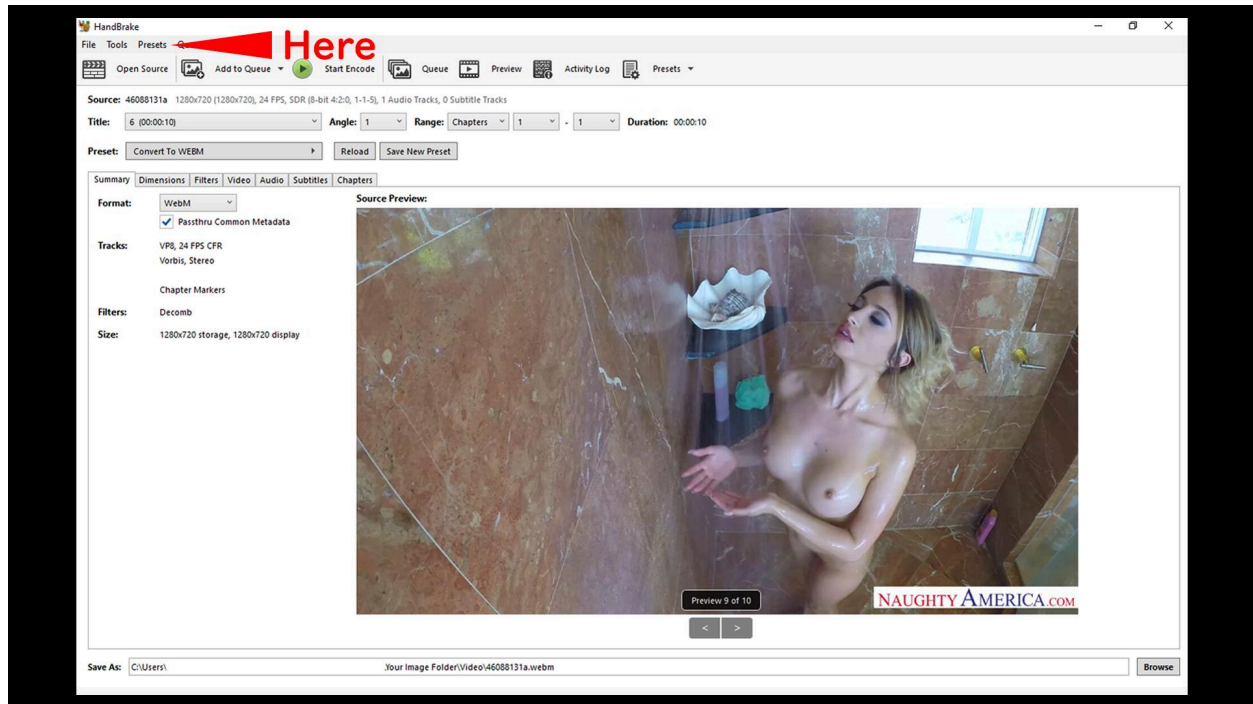 HandBrake
File Tools Presets
Here
Open Source Add to Queue Start Encode Queue Preview Activity Log Presets
Source: 46088131a 1280x720 (1280x720), 24 FPS, SDR (8-bit 4:2:0, 1-1-5), 1 Audio Tracks, 0 Subtitle Tracks
Title: 6 (00:00:10) Angle: 1 Range: Chapters 1 - 1 Duration: 00:00:10
Preset: Convert To WEBM Reload Save New Preset
Summary Dimensions Filters Video Audio Subtitles Chapters
Format: WebM
Passthru Common Metadata
Tracks: VP8, 24 FPS CFR
Vorbis, Stereo
Chapter Markers
Filters: Decomb
Size: 1280x720 storage, 1280x720 display
Source Preview:
Preview 9 of 10
NAUGHTY AMERICA.COM
< >
Save As: C:\Users\ .Your Image Folder\Video\46088131a.webm Browse